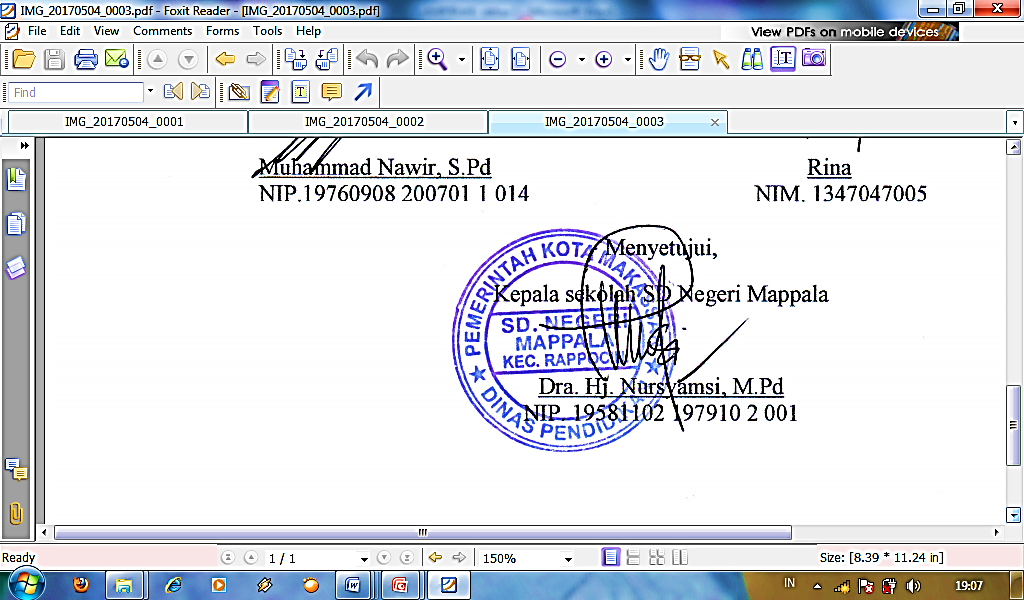 IMG_20170504_0003.pdf - Foxit Reader - [IMG_20170504_0003.pdf]
File Edit View Comments Forms Tools Help
View PDFs on mobile devices
Find
IMG_20170504_0001 IMG_20170504_0002 IMG_20170504_0003
Muhammad Nawir, S.Pd
NIP.19760908 200701 1 014
Rina
NIM. 1347047005
Menyetujui,
Kepala sekolah SD Negeri Mappala
PEMERINTAH KOTA MAKASSAR
SD. NEGERI
MAPPALA
KEC. RAPPOCINI
DINAS PENDIDIKAN
Dra. Hj. Nursyamsi, M.Pd
NIP. 19581102 197910 2 001
Ready 1 / 1 150% Size: [8.39 * 11.24 in]
IN 19:07